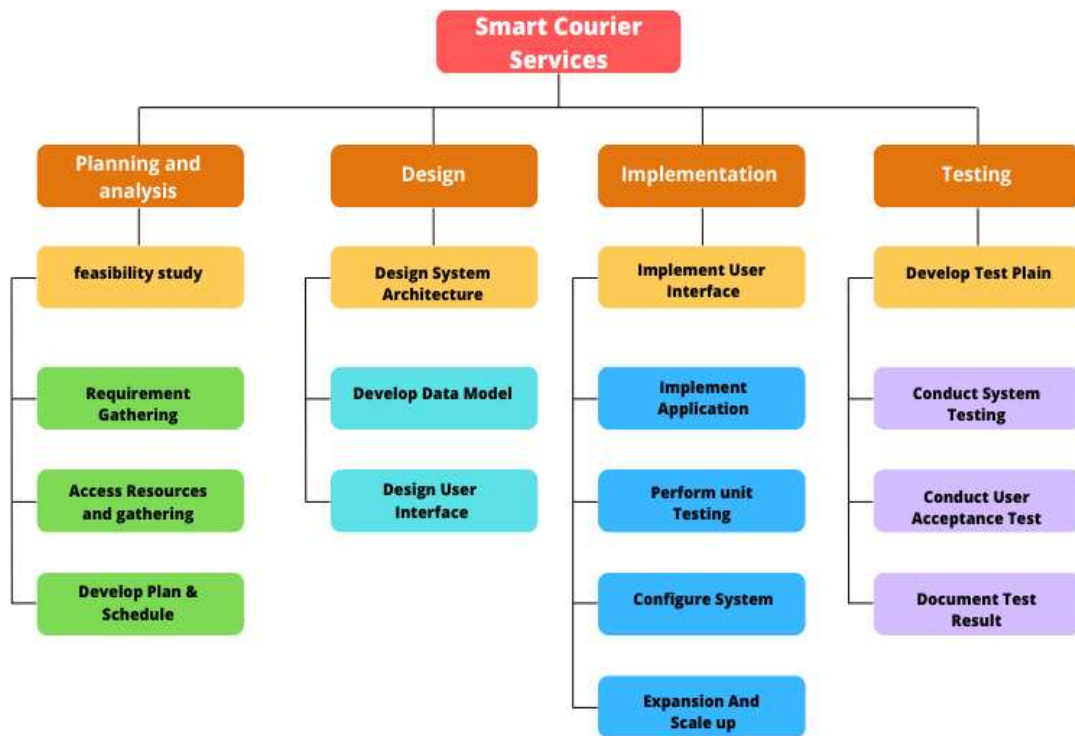 Smart Courier
Services
Planning and
analysis
Design
Implementation
Testing
feasibility study
Design System
Architecture
Implement User
Interface
Develop Test Plain
Requirement
Gathering
Develop Data Model
Implement
Application
Conduct System
Testing
Access Resources
and gathering
Design User
Interface
Perform unit
Testing
Conduct User
Acceptance Test
Develop Plan &
Schedule
Configure System
Document Test
Result
Expansion And
Scale up